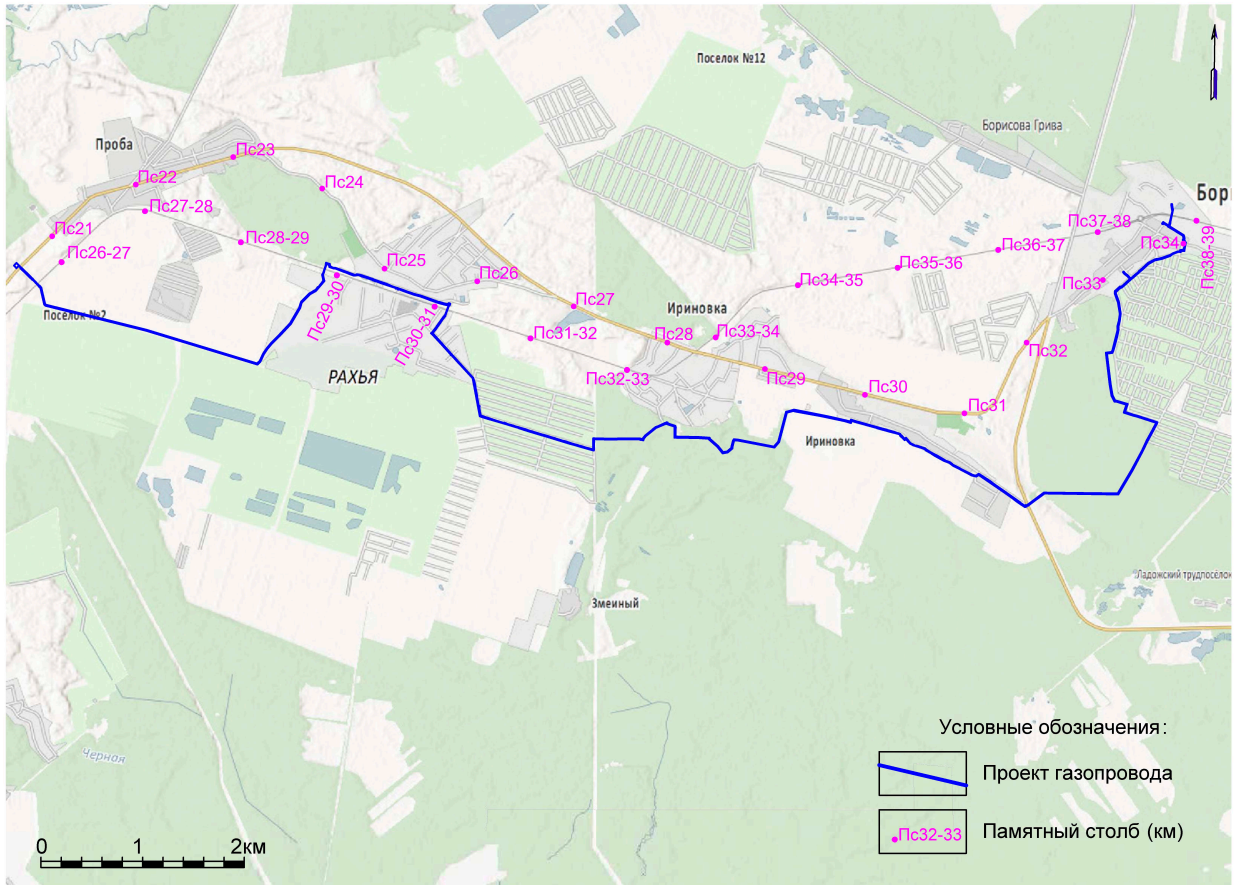 Поселок №12
Борисова Грива
Проба
Пс23
Пс22
Пс24
Бори
Пс27-28
Пс21
Пс28-29
Пс37-38
Пс34
Пс38-39
Пс26-27
Пс36-37
Пс25
Пс35-36
Пс26
Пс34-35
Пс33
Пс29-30
Поселок №2
Пс30-31
Пс27
Ириновка
Пс31-32
Пс28
Пс33-34
Пс32
РАХЬЯ
Пс32-33
Пс29
Пс30
Пс31
Ириновка
Ладожский трудпоселок
Змеиный
Черная
Условные обозначения:
Проект газопровода
Пс32-33
Памятный столб (км)
0 1 2км